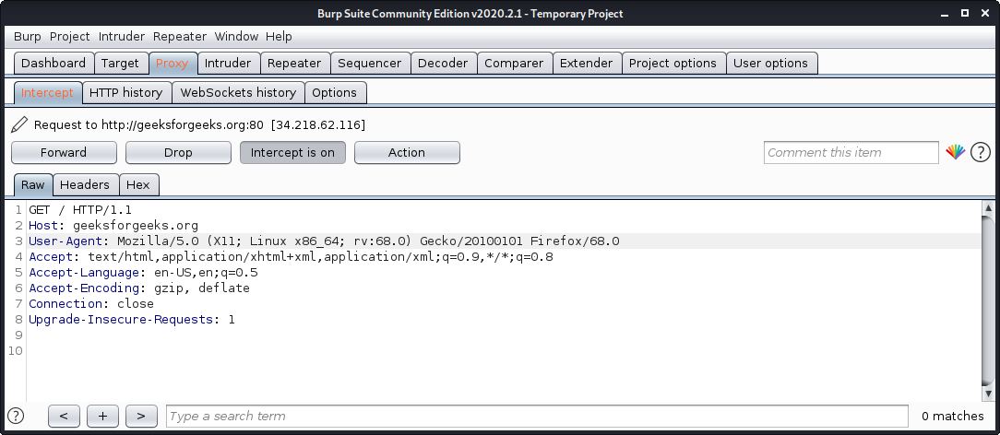 Burp Suite Community Edition v2020.2.1 - Temporary Project
Burp Project Intruder Repeater Window Help
Dashboard Target Proxy Intruder Repeater Sequencer Decoder Comparer Extender Project options User options
Intercept HTTP history WebSockets history Options
Request to http://geeksforgeeks.org:80 [34.218.62.116]
Forward Drop Intercept is on Action Comment this item ?
Raw Headers Hex
1 GET / HTTP/1.1
2 Host: geeksforgeeks.org
3 User-Agent: Mozilla/5.0 (X11; Linux x86_64; rv:68.0) Gecko/20100101 Firefox/68.0
4 Accept: text/html,application/xhtml+xml,application/xml;q=0.9,*/*;q=0.8
5 Accept-Language: en-US,en;q=0.5
6 Accept-Encoding: gzip, deflate
7 Connection: close
8 Upgrade-Insecure-Requests: 1
9
10
? < + > Type a search term 0 matches